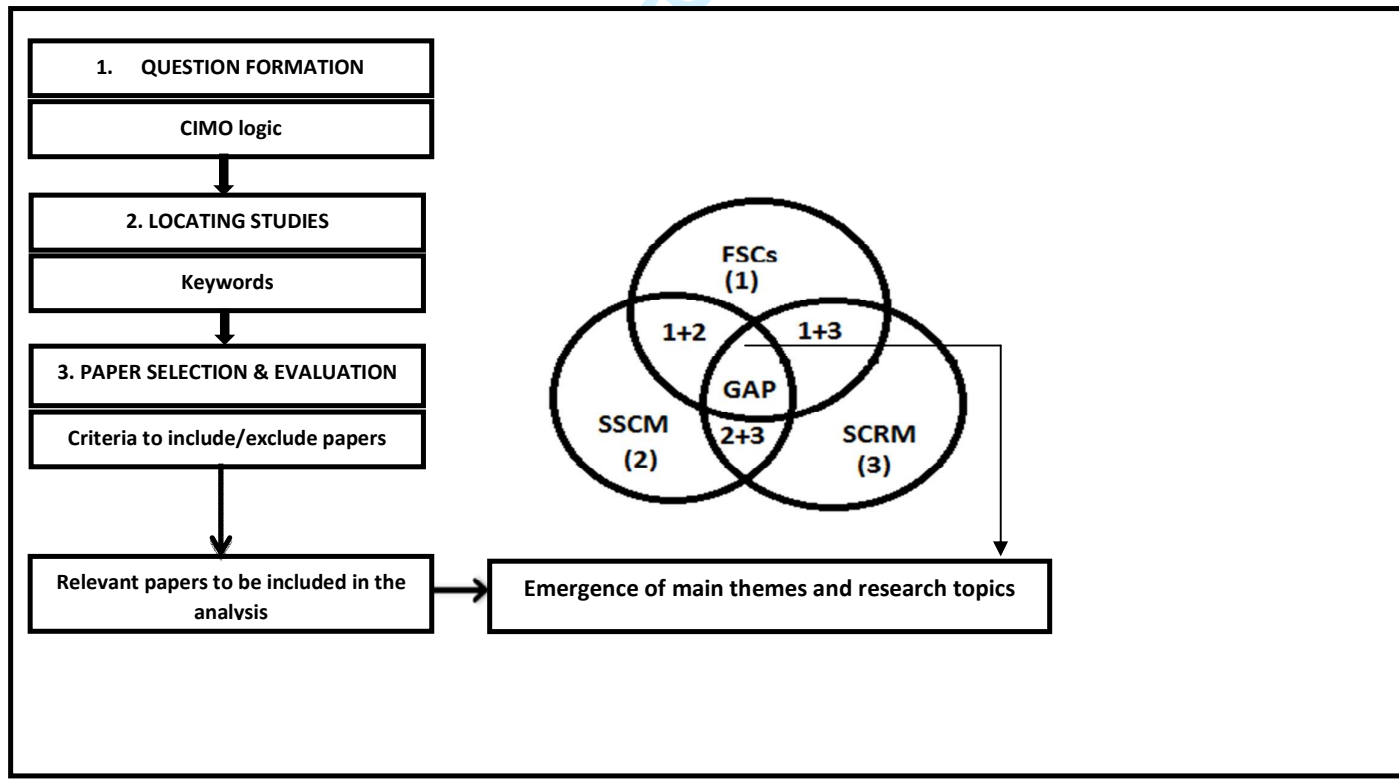 1. QUESTION FORMATION
CIMO logic
2. LOCATING STUDIES
Keywords
3. PAPER SELECTION & EVALUATION
Criteria to include/exclude papers
Relevant papers to be included in the
analysis
FSCs
(1)
1+2
1+3
GAP
SSCM
(2)
2+3
SCRM
(3)
Emergence of main themes and research topics